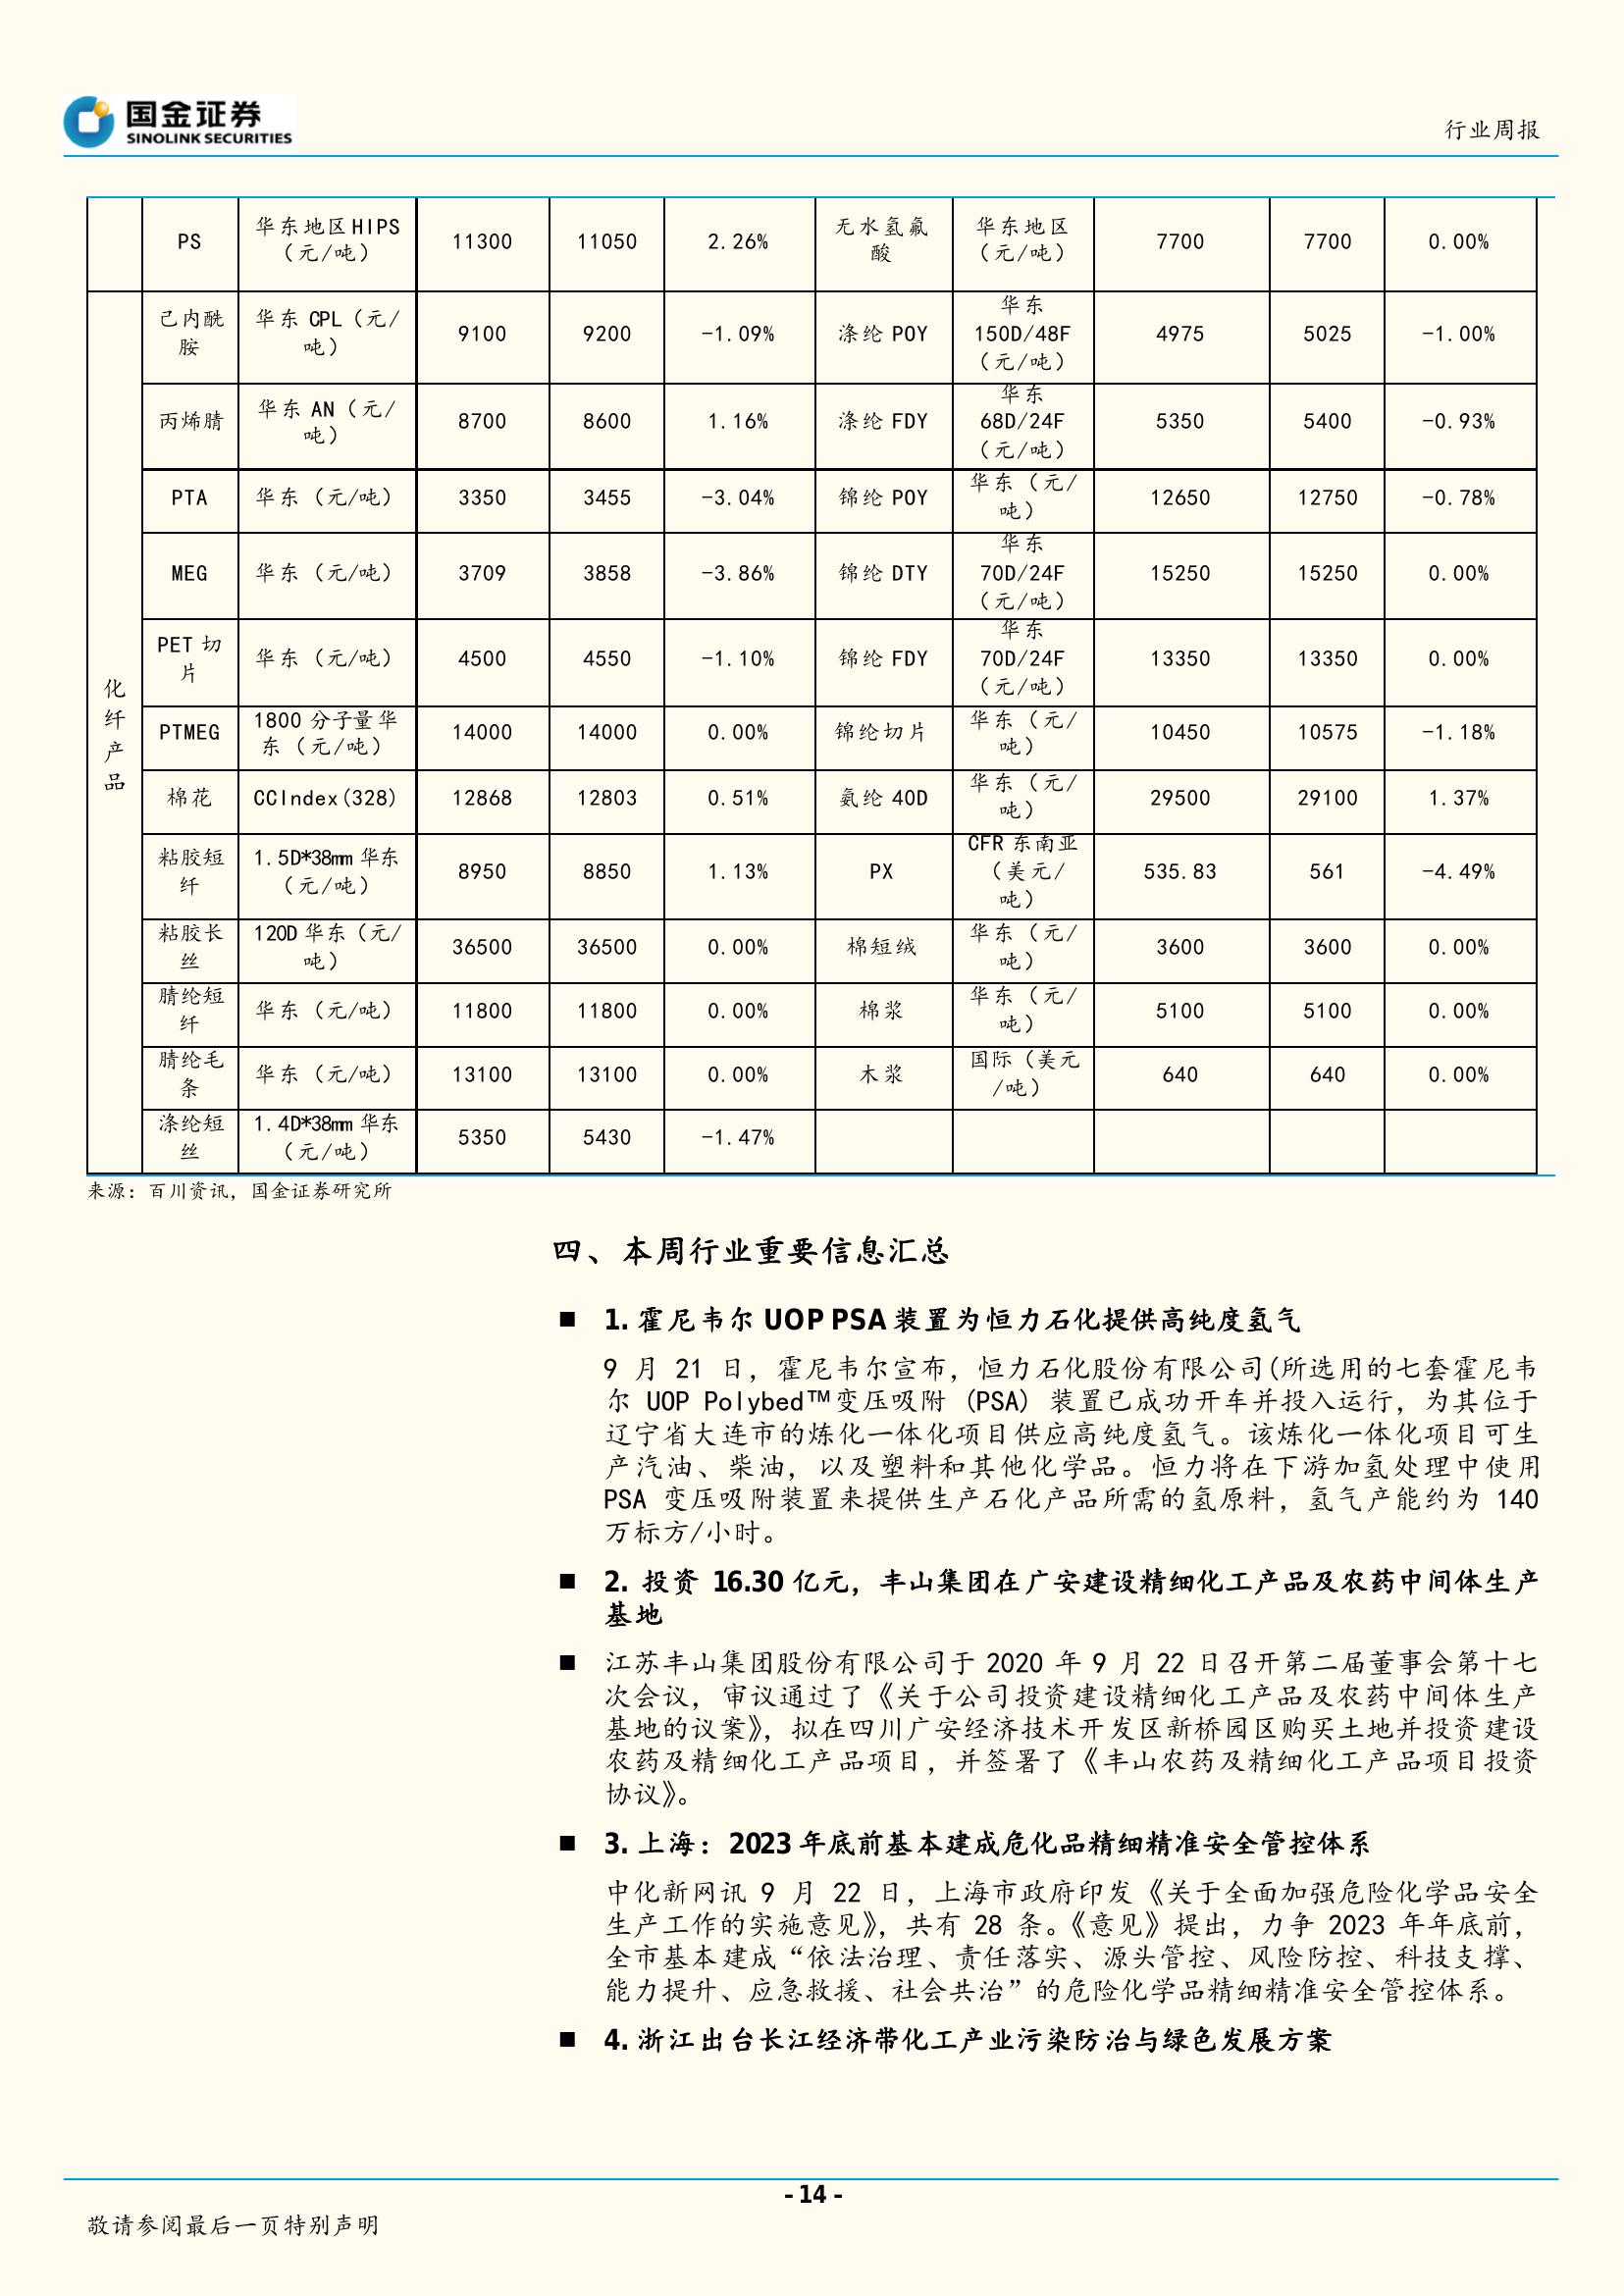 国金证券
SINOLINK SECURITIES
行业周报
PS 华东地区HIPS（元/吨） 11300 11050 2.26% 无水氢氟酸 华东地区（元/吨） 7700 7700 0.00%
化纤产品
己内酰胺 华东 CPL（元/吨） 9100 9200 -1.09% 涤纶 POY 华东 150D/48F（元/吨） 4975 5025 -1.00%
丙烯腈 华东 AN（元/吨） 8700 8600 1.16% 涤纶 FDY 华东 68D/24F（元/吨） 5350 5400 -0.93%
PTA 华东（元/吨） 3350 3455 -3.04% 锦纶 POY 华东（元/吨） 12650 12750 -0.78%
MEG 华东（元/吨） 3709 3858 -3.86% 锦纶 DTY 华东 70D/24F（元/吨） 15250 15250 0.00%
PET 切片 华东（元/吨） 4500 4550 -1.10% 锦纶 FDY 华东 70D/24F（元/吨） 13350 13350 0.00%
PTMEG 1800 分子量华东（元/吨） 14000 14000 0.00% 锦纶切片 华东（元/吨） 10450 10575 -1.18%
棉花 CCIndex(328) 12868 12803 0.51% 氨纶 40D 华东（元/吨） 29500 29100 1.37%
粘胶短纤 1.5D*38mm 华东（元/吨） 8950 8850 1.13% PX CFR 东南亚（美元/吨） 535.83 561 -4.49%
粘胶长丝 120D 华东（元/吨） 36500 36500 0.00% 棉短绒 华东（元/吨） 3600 3600 0.00%
腈纶短纤 华东（元/吨） 11800 11800 0.00% 棉浆 华东（元/吨） 5100 5100 0.00%
腈纶毛条 华东（元/吨） 13100 13100 0.00% 木浆 国际（美元/吨） 640 640 0.00%
涤纶短丝 1.4D*38mm 华东（元/吨） 5350 5430 -1.47%
来源：百川资讯，国金证券研究所
四、本周行业重要信息汇总
■ 1. 霍尼韦尔 UOP PSA 装置为恒力石化提供高纯度氢气
9 月 21 日，霍尼韦尔宣布，恒力石化股份有限公司(所选用的七套霍尼韦
尔 UOP Polybed™变压吸附 (PSA) 装置已成功开车并投入运行，为其位于
辽宁省大连市的炼化一体化项目供应高纯度氢气。该炼化一体化项目可生
产汽油、柴油，以及塑料和其他化学品。恒力将在下游加氢处理中使用
PSA 变压吸附装置来提供生产石化产品所需的氢原料，氢气产能约为 140
万标方/小时。
■ 2. 投资 16.30 亿元，丰山集团在广安建设精细化工产品及农药中间体生产
基地
■ 江苏丰山集团股份有限公司于 2020 年 9 月 22 日召开第二届董事会第十七
次会议，审议通过了《关于公司投资建设精细化工产品及农药中间体生产
基地的议案》，拟在四川广安经济技术开发区新桥园区购买土地并投资建设
农药及精细化工产品项目，并签署了《丰山农药及精细化工产品项目投资
协议》。
■ 3. 上海：2023 年底前基本建成危化品精细精准安全管控体系
中化新网讯 9 月 22 日，上海市政府印发《关于全面加强危险化学品安全
生产工作的实施意见》，共有 28 条。《意见》提出，力争 2023 年年底前，
全市基本建成“依法治理、责任落实、源头管控、风险防控、科技支撑、
能力提升、应急救援、社会共治”的危险化学品精细精准安全管控体系。
■ 4. 浙江出台长江经济带化工产业污染防治与绿色发展方案
- 14 -
敬请参阅最后一页特别声明